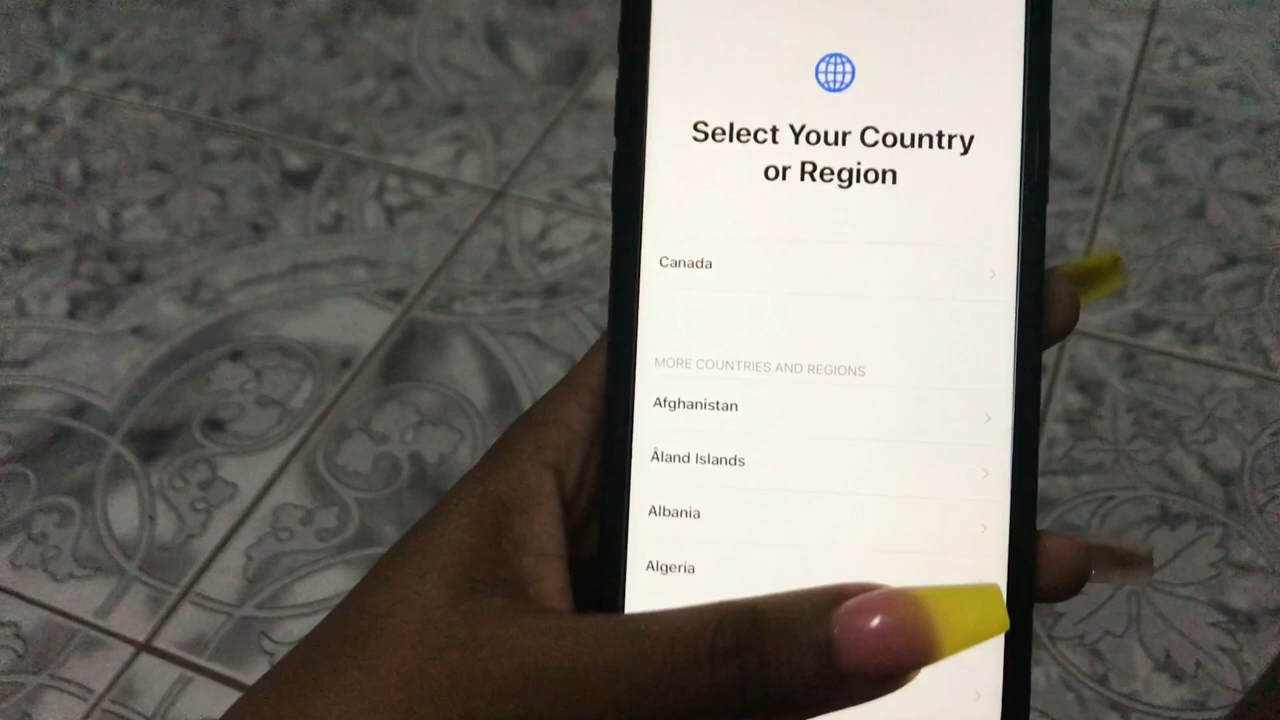 Select Your Country
or Region
Canada
MORE COUNTRIES AND REGIONS
Afghanistan
Åland Islands
Albania
Algeria